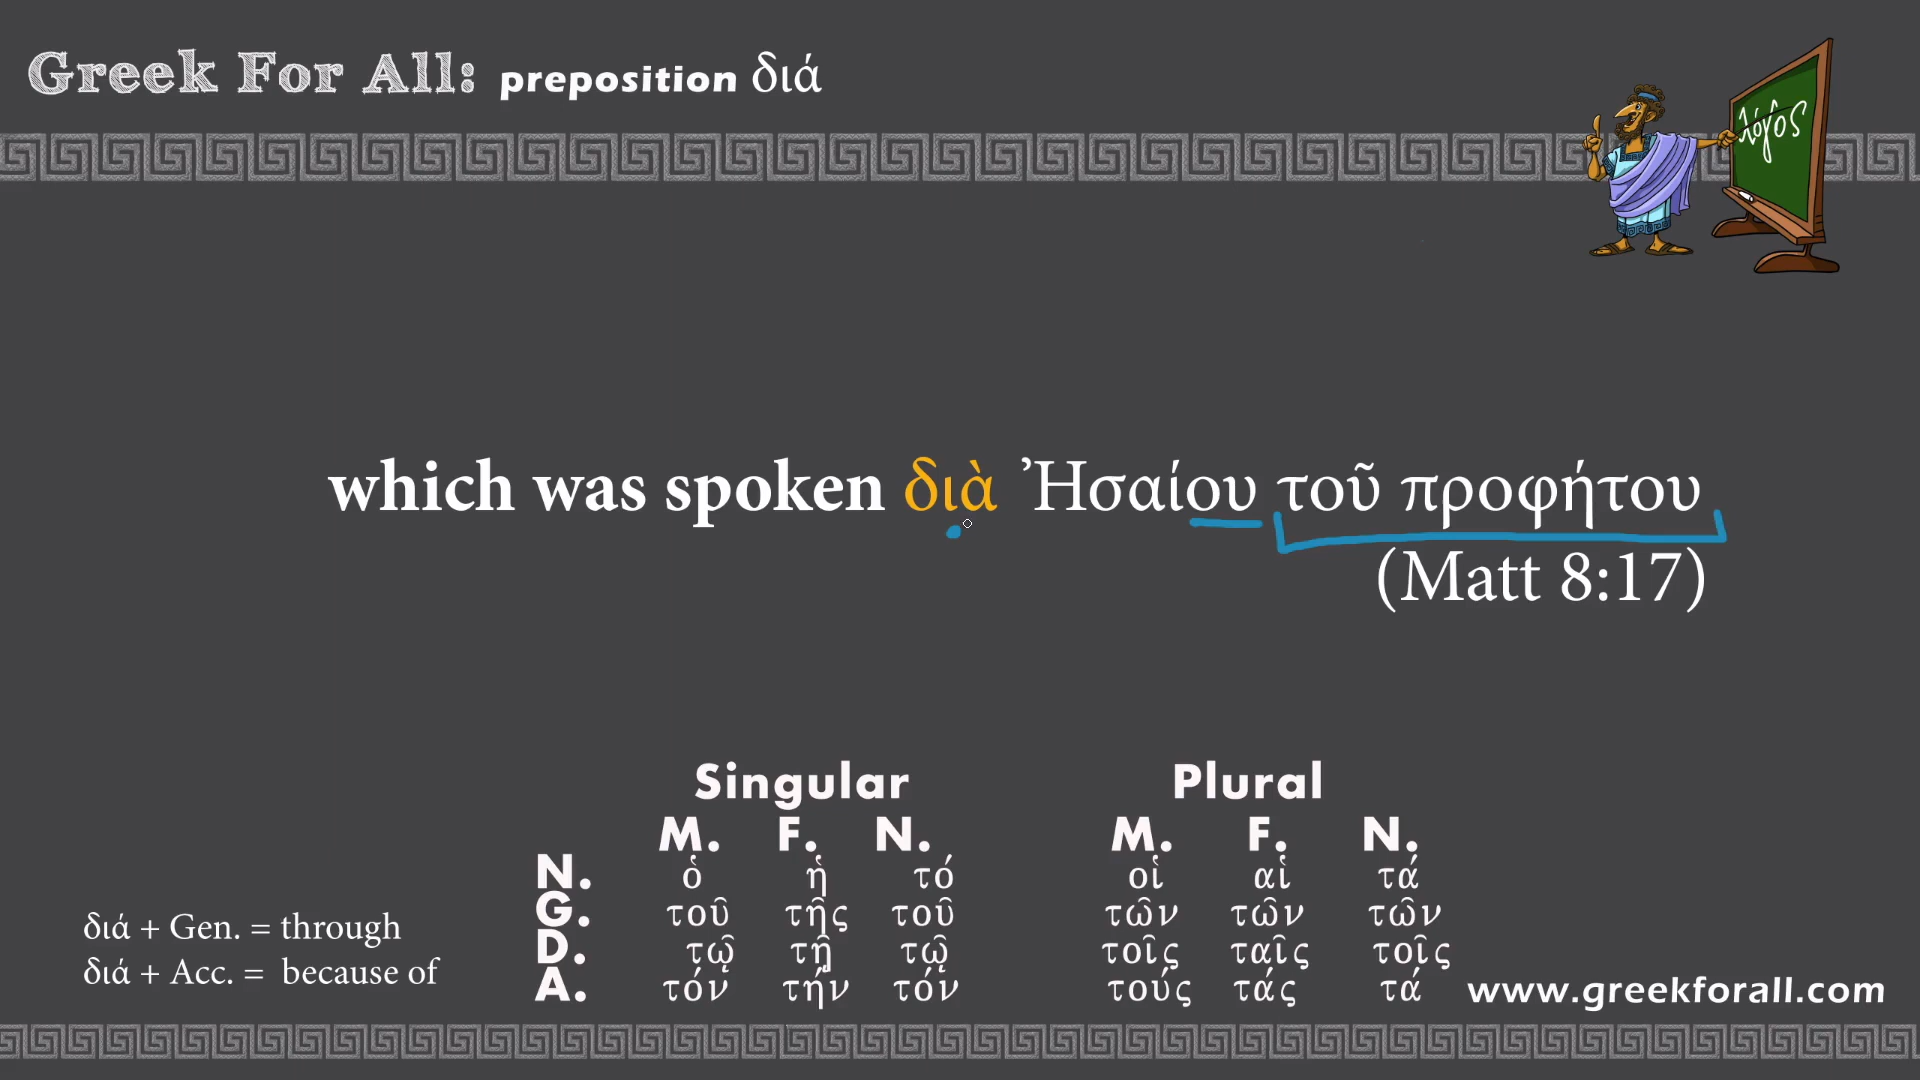 Greek For All: preposition διά
λόγος
which was spoken διὰ Ἠσαίου τοῦ προφήτου
(Matt 8:17)
Singular Plural
M. F. N. M. F. N.
N. ὁ ἡ τό οἱ αἱ τά
G. τοῦ τῆς τοῦ τῶν τῶν τῶν
D. τῷ τῇ τῷ τοῖς ταῖς τοῖς
A. τόν τήν τόν τούς τάς τά
διά + Gen. = through
διά + Acc. = because of
www.greekforall.com